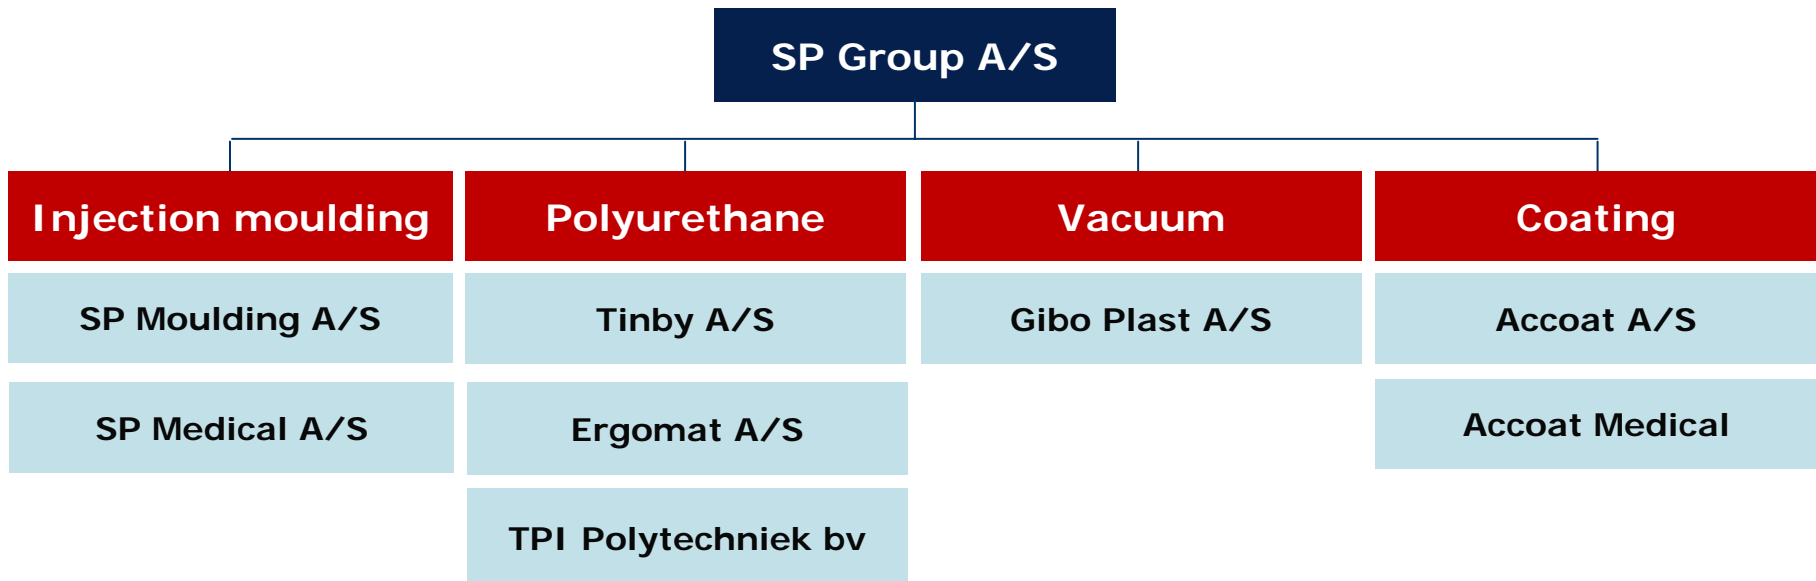 SP Group A/S
Injection moulding
Polyurethane
Vacuum
Coating
SP Moulding A/S
Tinby A/S
Gibo Plast A/S
Accoat A/S
SP Medical A/S
Ergomat A/S
Accoat Medical
TPI Polytechniek bv